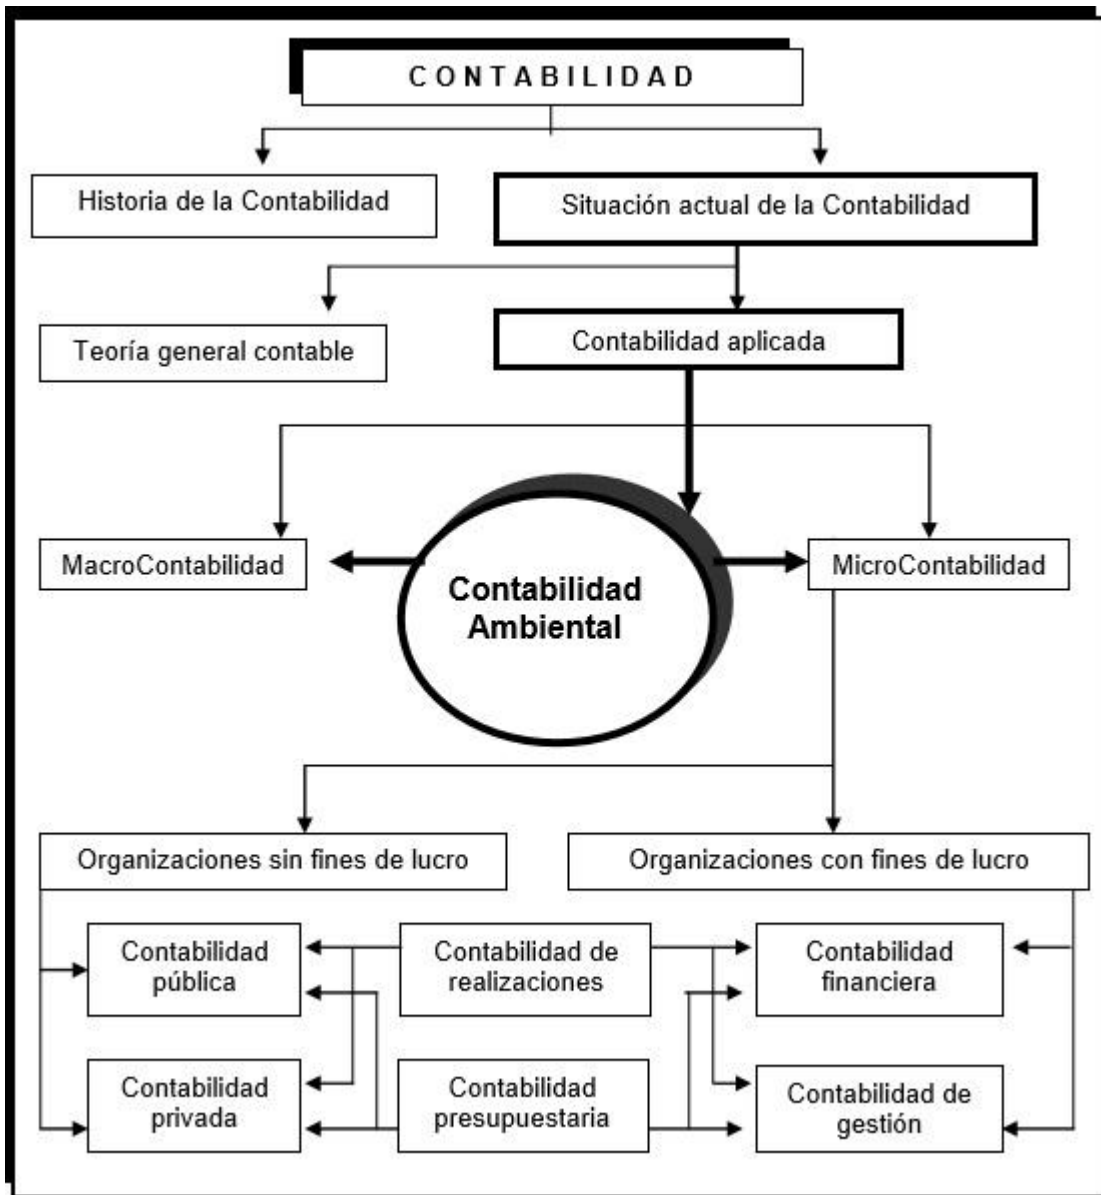 CONTABILIDAD
Historia de la Contabilidad
Situación actual de la Contabilidad
Teoría general contable
Contabilidad aplicada
MacroContabilidad
Contabilidad
Ambiental
MicroContabilidad
Organizaciones sin fines de lucro
Organizaciones con fines de lucro
Contabilidad
pública
Contabilidad de
realizaciones
Contabilidad
financiera
Contabilidad
privada
Contabilidad
presupuestaria
Contabilidad de
gestión